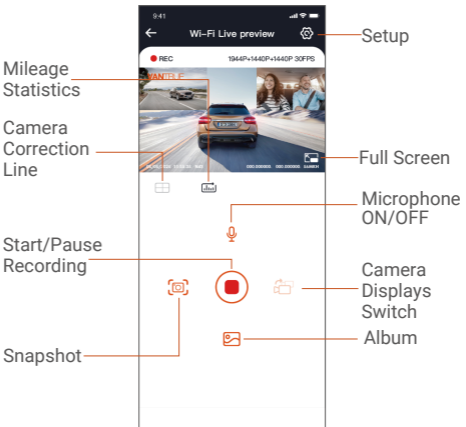 9:41
Wi-Fi Live preview
Setup
REC
1944P+1440P+1440P 30FPS
Mileage
Statistics
Camera
Correction
Line
Full Screen
Microphone
ON/OFF
Start/Pause
Recording
Camera
Displays
Switch
Snapshot
Album